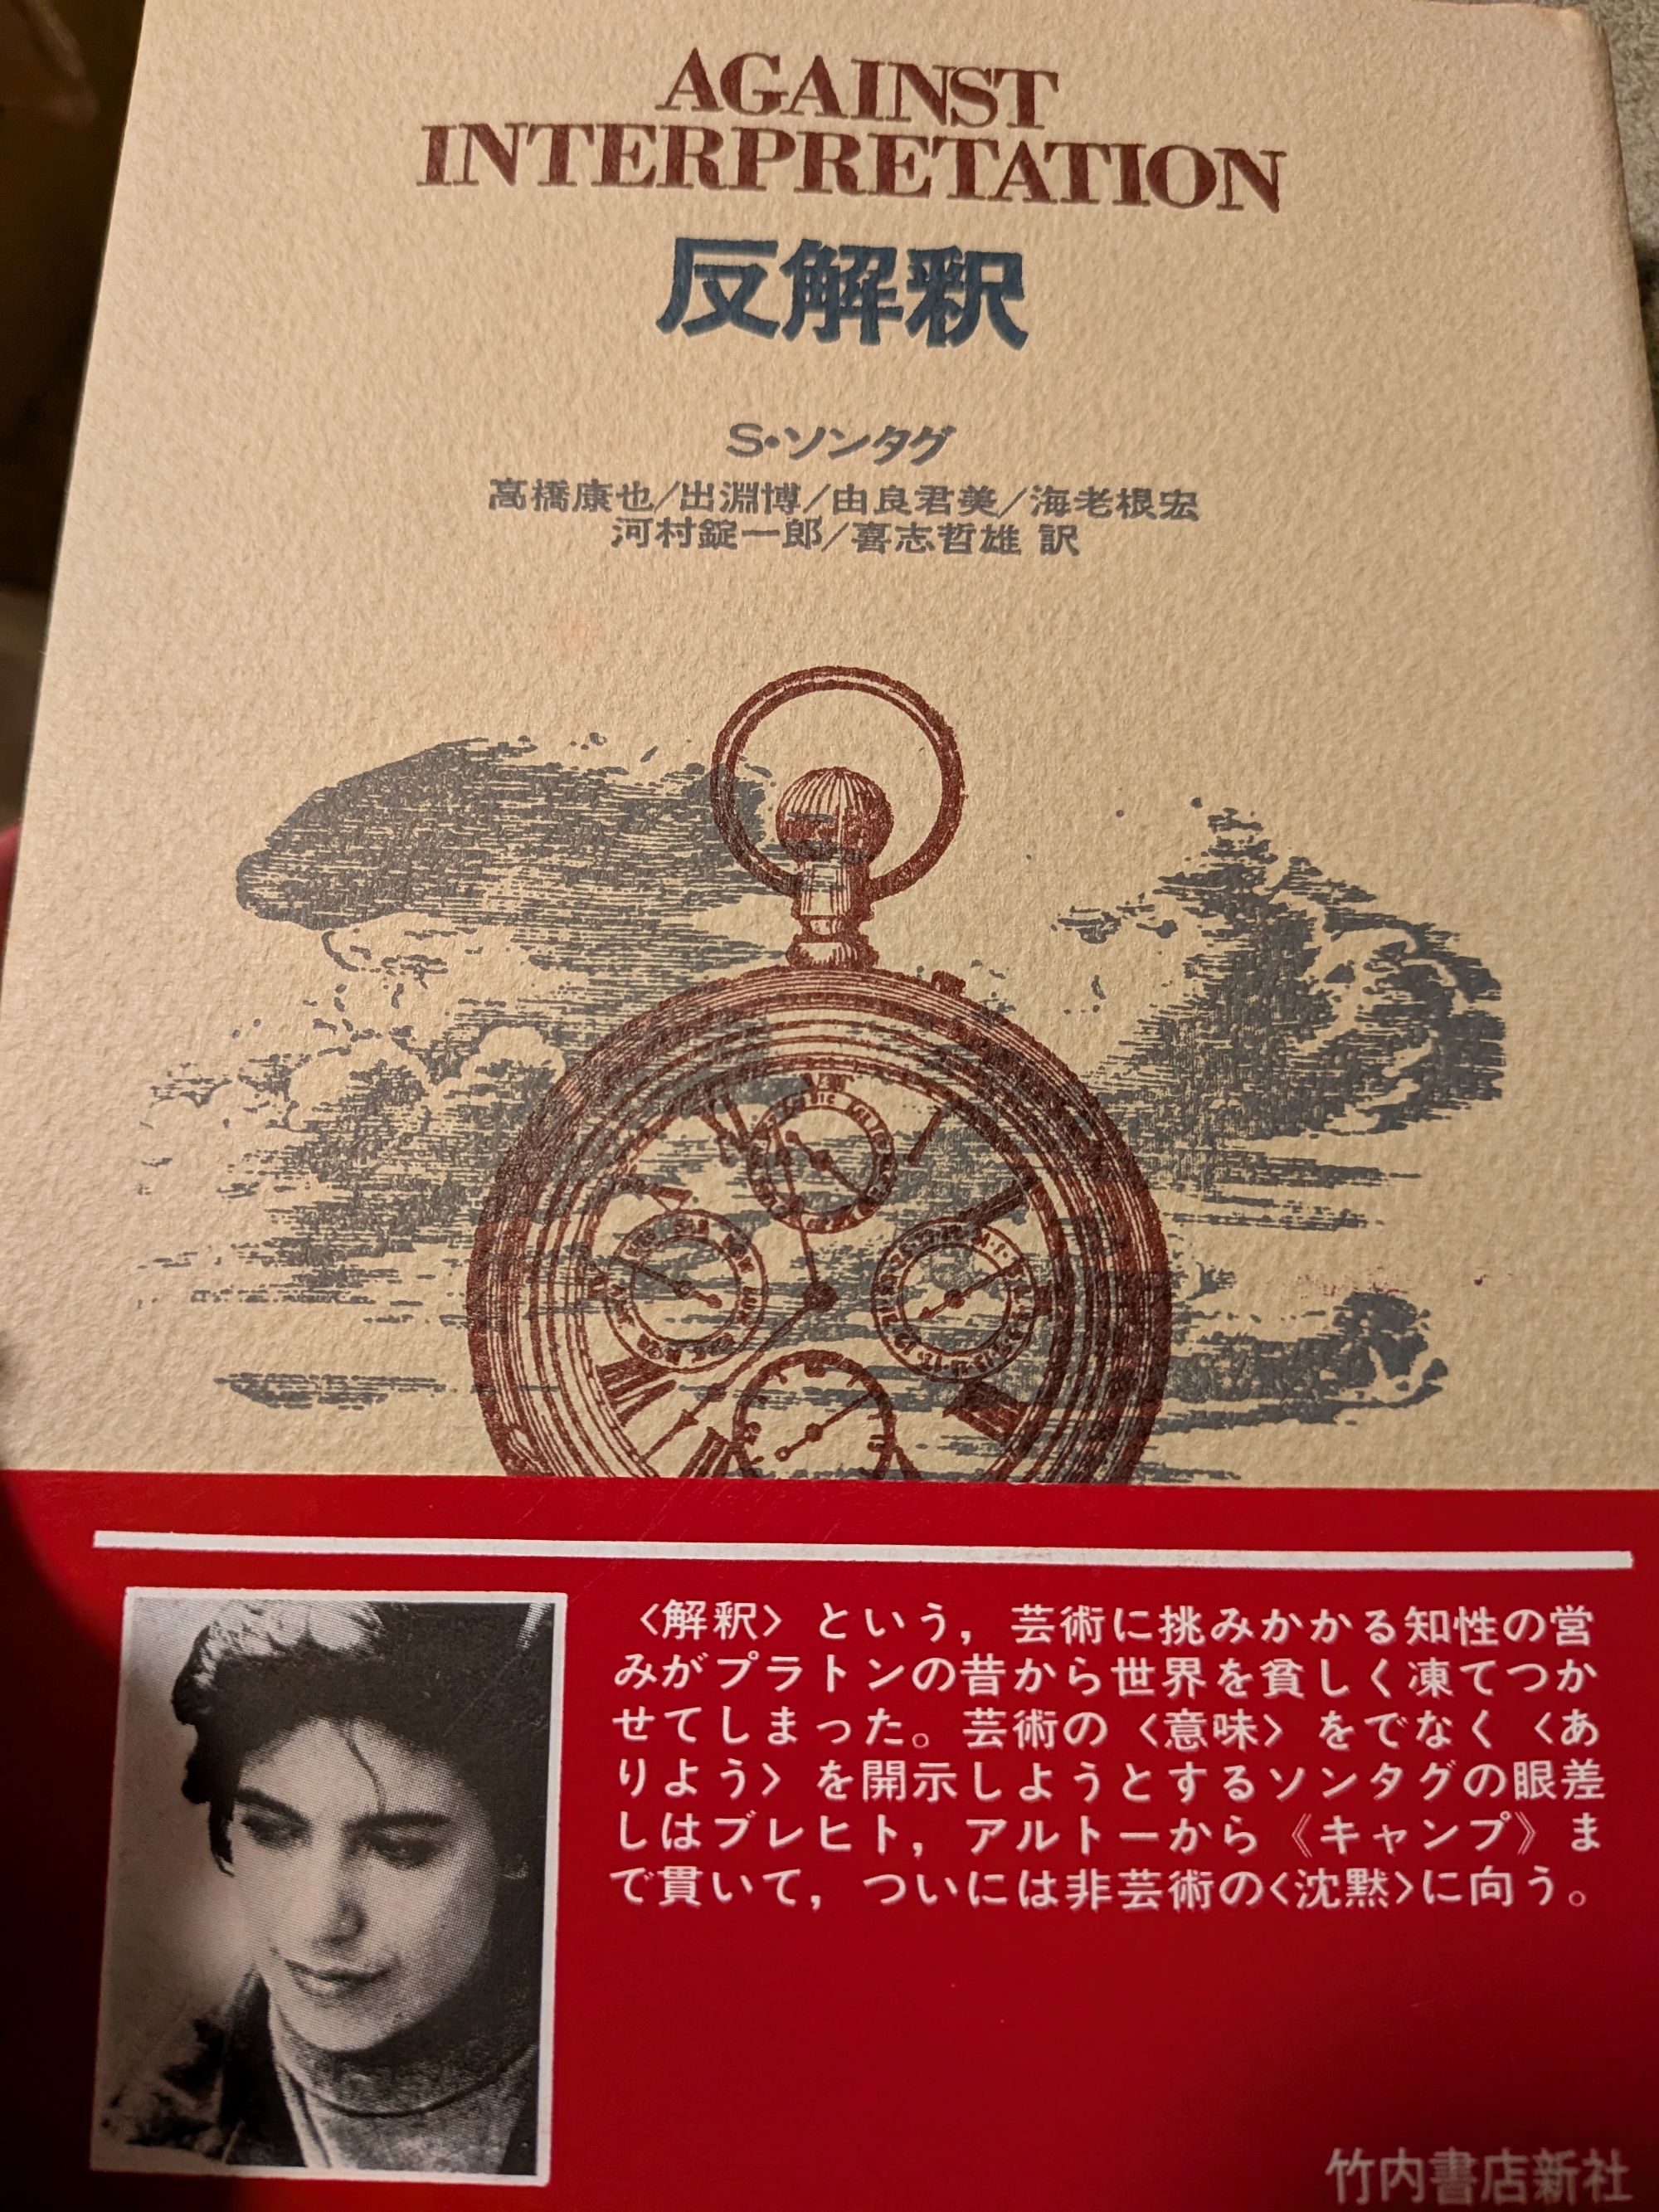 AGAINST
INTERPRETATION
反解釈
S・ソンタグ
高橋康也/出淵博/由良君美/海老根宏
河村錠一郎/喜志哲雄 訳
〈解釈〉という，芸術に挑みかかる知性の営
みがプラトンの昔から世界を貧しく凍てつか
せてしまった。芸術の〈意味〉をでなく〈あ
りよう〉を開示しようとするソンタグの眼差
しはブレヒト，アルトーから《キャンプ》ま
で貫いて，ついには非芸術の〈沈黙〉に向う。
竹内書店新社